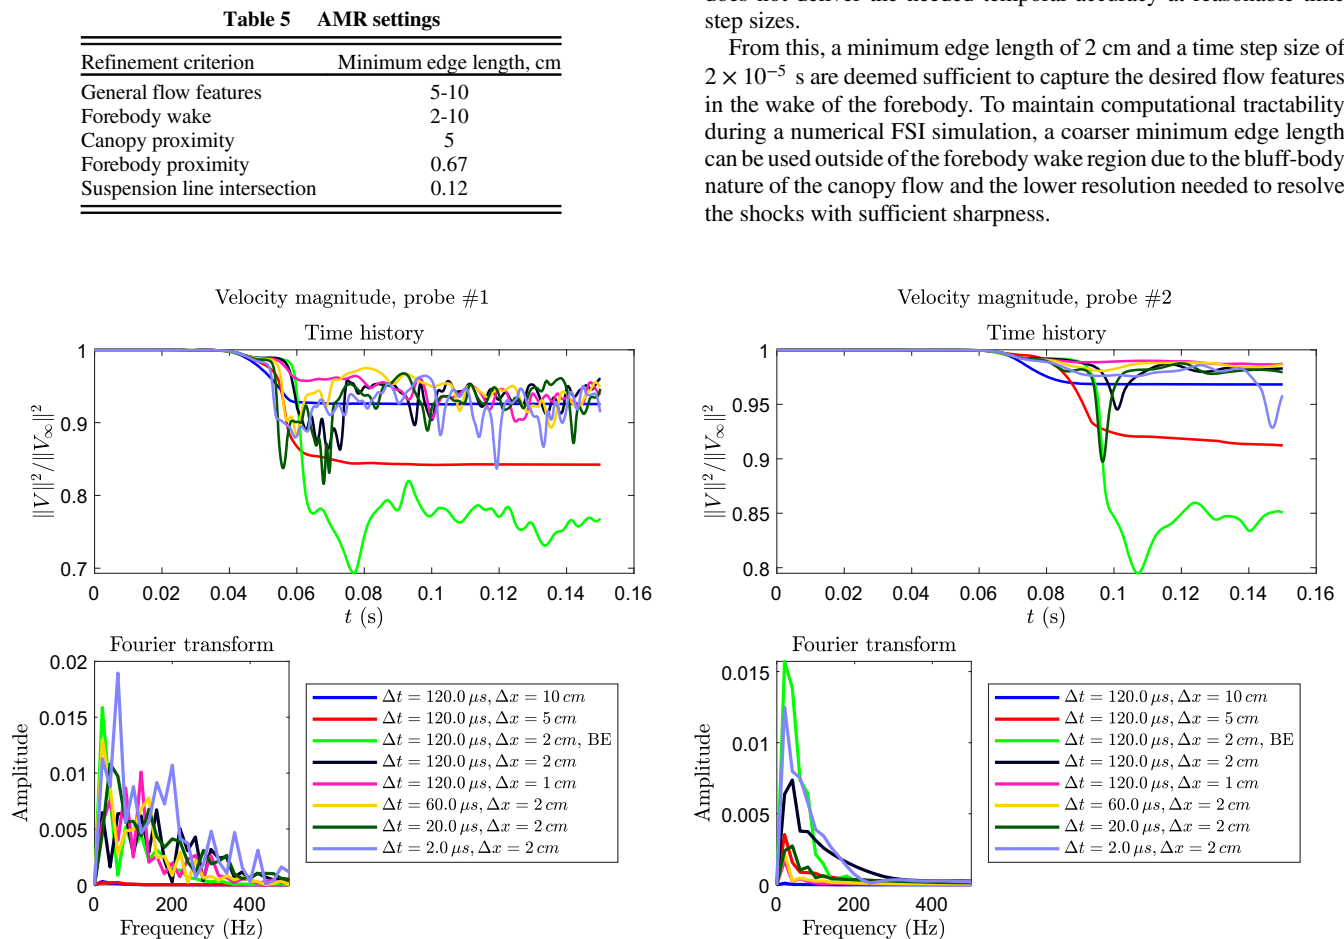 Table 5 AMR settings
Refinement criterion Minimum edge length, cm
General flow features 5-10
Forebody wake 2-10
Canopy proximity 5
Forebody proximity 0.67
Suspension line intersection 0.12
does not deliver the needed temporal accuracy at reasonable time
step sizes.
From this, a minimum edge length of 2 cm and a time step size of
2 × 10⁻⁵ s are deemed sufficient to capture the desired flow features
in the wake of the forebody. To maintain computational tractability
during a numerical FSI simulation, a coarser minimum edge length
can be used outside of the forebody wake region due to the bluff-body
nature of the canopy flow and the lower resolution needed to resolve
the shocks with sufficient sharpness.
Velocity magnitude, probe #1
Time history
||V||²/||V∞||²
1
0.9
0.8
0.7
0 0.02 0.04 0.06 0.08 0.1 0.12 0.14 0.16
t (s)
Fourier transform
Amplitude
0.02
0.015
0.01
0.005
0
0 200 400
Frequency (Hz)
Δt = 120.0 μs, Δx = 10 cm
Δt = 120.0 μs, Δx = 5 cm
Δt = 120.0 μs, Δx = 2 cm, BE
Δt = 120.0 μs, Δx = 2 cm
Δt = 120.0 μs, Δx = 1 cm
Δt = 60.0 μs, Δx = 2 cm
Δt = 20.0 μs, Δx = 2 cm
Δt = 2.0 μs, Δx = 2 cm
Velocity magnitude, probe #2
Time history
||V||²/||V∞||²
1
0.95
0.9
0.85
0.8
0 0.02 0.04 0.06 0.08 0.1 0.12 0.14 0.16
t (s)
Fourier transform
Amplitude
0.015
0.01
0.005
0
0 200 400
Frequency (Hz)
Δt = 120.0 μs, Δx = 10 cm
Δt = 120.0 μs, Δx = 5 cm
Δt = 120.0 μs, Δx = 2 cm, BE
Δt = 120.0 μs, Δx = 2 cm
Δt = 120.0 μs, Δx = 1 cm
Δt = 60.0 μs, Δx = 2 cm
Δt = 20.0 μs, Δx = 2 cm
Δt = 2.0 μs, Δx = 2 cm